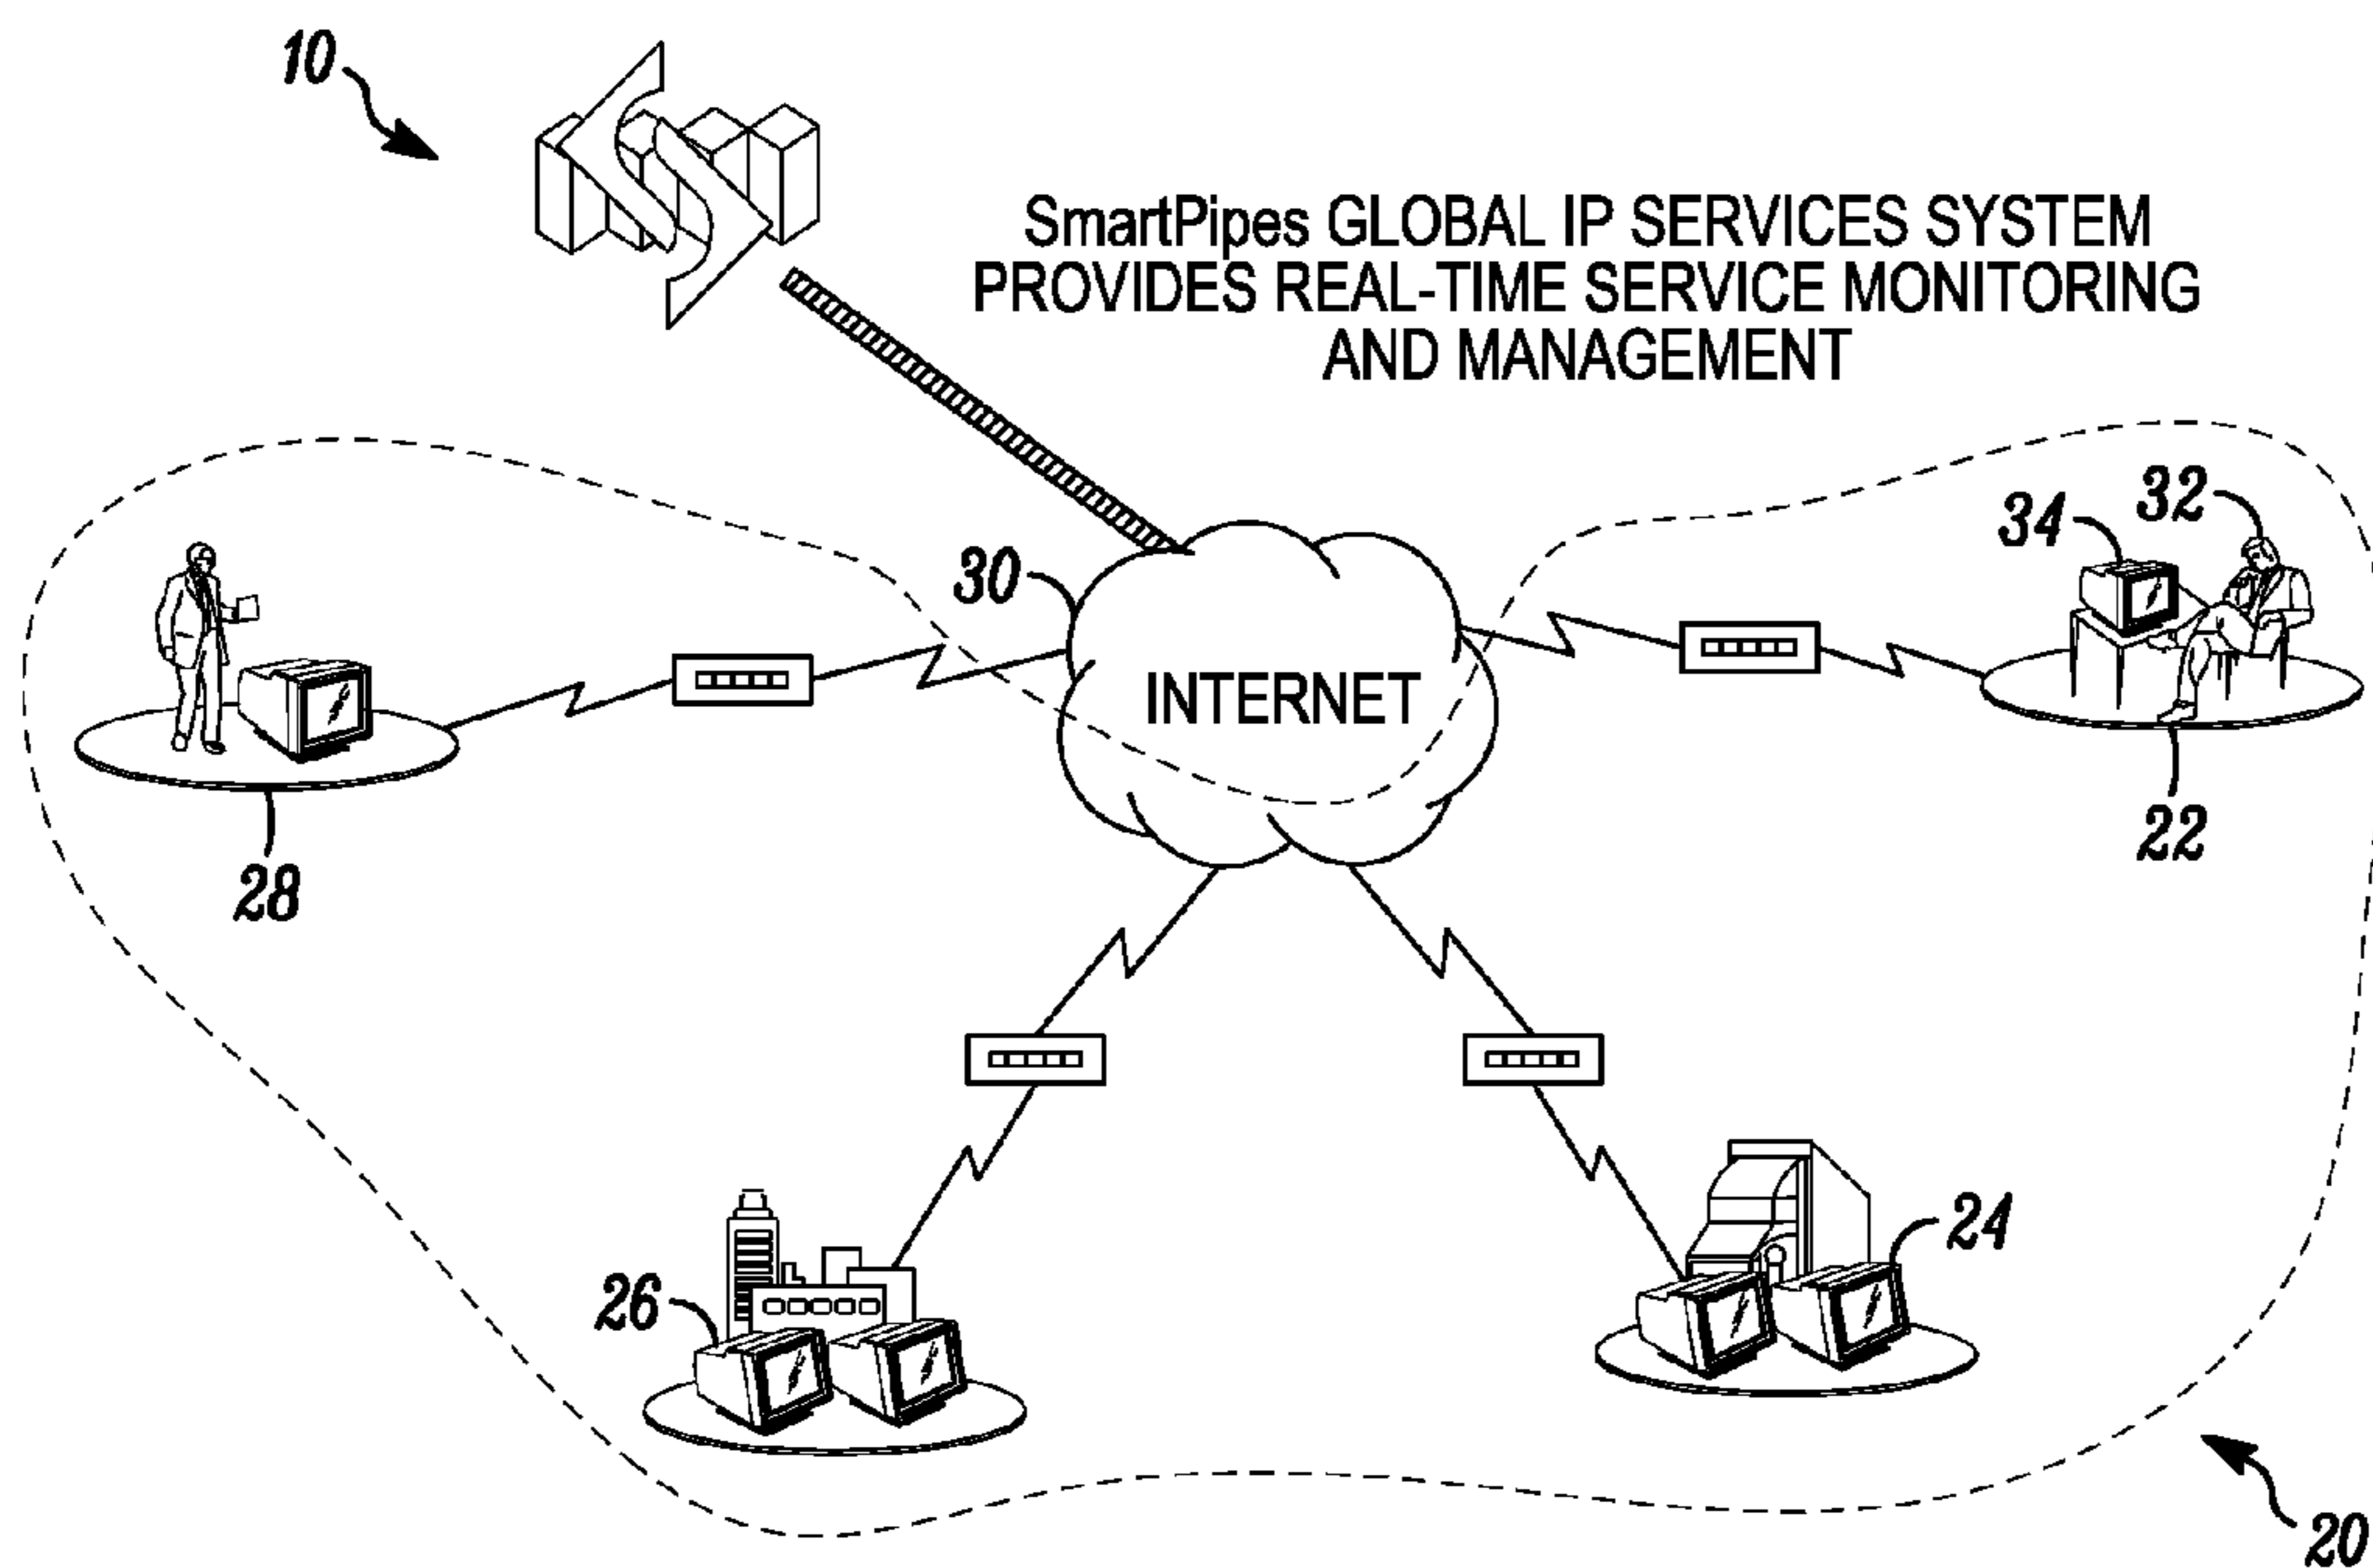 10
SmartPipes GLOBAL IP SERVICES SYSTEM
PROVIDES REAL-TIME SERVICE MONITORING
AND MANAGEMENT
34
32
30
INTERNET
22
28
24
26
20